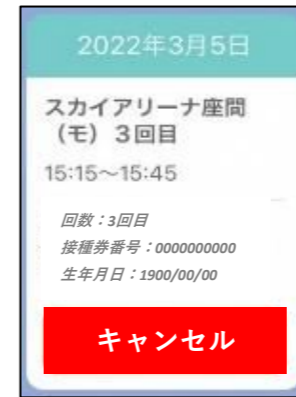 2022年3月5日
スカイアリーナ座間
（モ）３回目
15:15～15:45
回数：3回目
接種券番号：0000000000
生年月日：1900/00/00
キャンセル